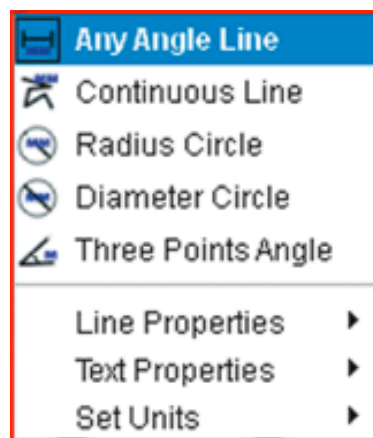 Any Angle Line
Continuous Line
Radius Circle
Diameter Circle
Three Points Angle
Line Properties
Text Properties
Set Units